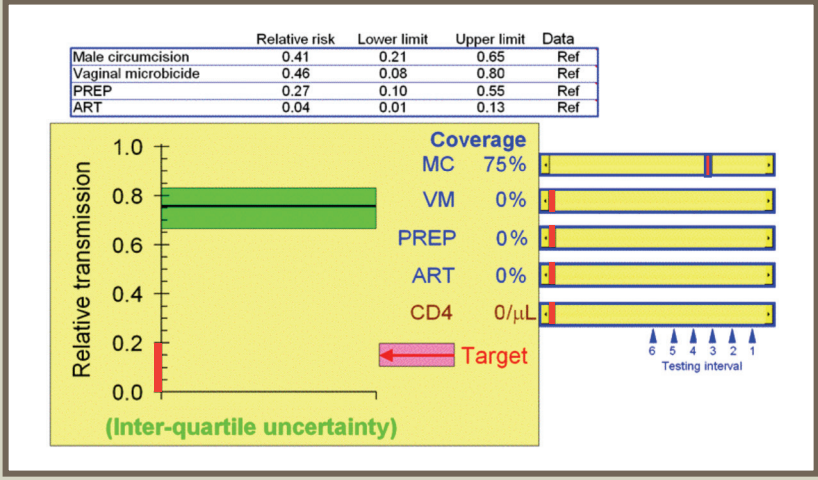 Relative risk Lower limit Upper limit Data
Male circumcision 0.41 0.21 0.65 Ref
Vaginal microbicide 0.46 0.08 0.80 Ref
PREP 0.27 0.10 0.55 Ref
ART 0.04 0.01 0.13 Ref
Relative transmission
1.0
0.8
0.6
0.4
0.2
0.0
(Inter-quartile uncertainty)
Coverage
MC 75%
VM 0%
PREP 0%
ART 0%
CD4 0/μL
Target
6 5 4 3 2 1
Testing interval